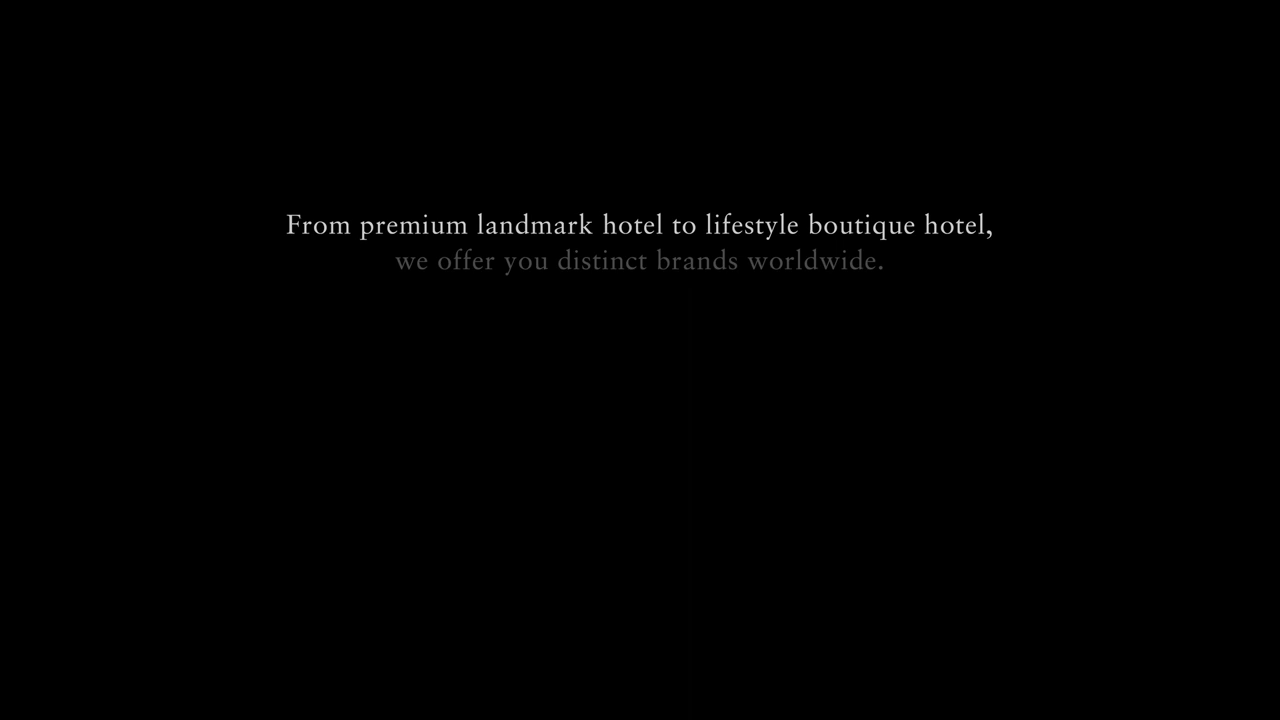 From premium landmark hotel to lifestyle boutique hotel,
we offer you distinct brands worldwide.